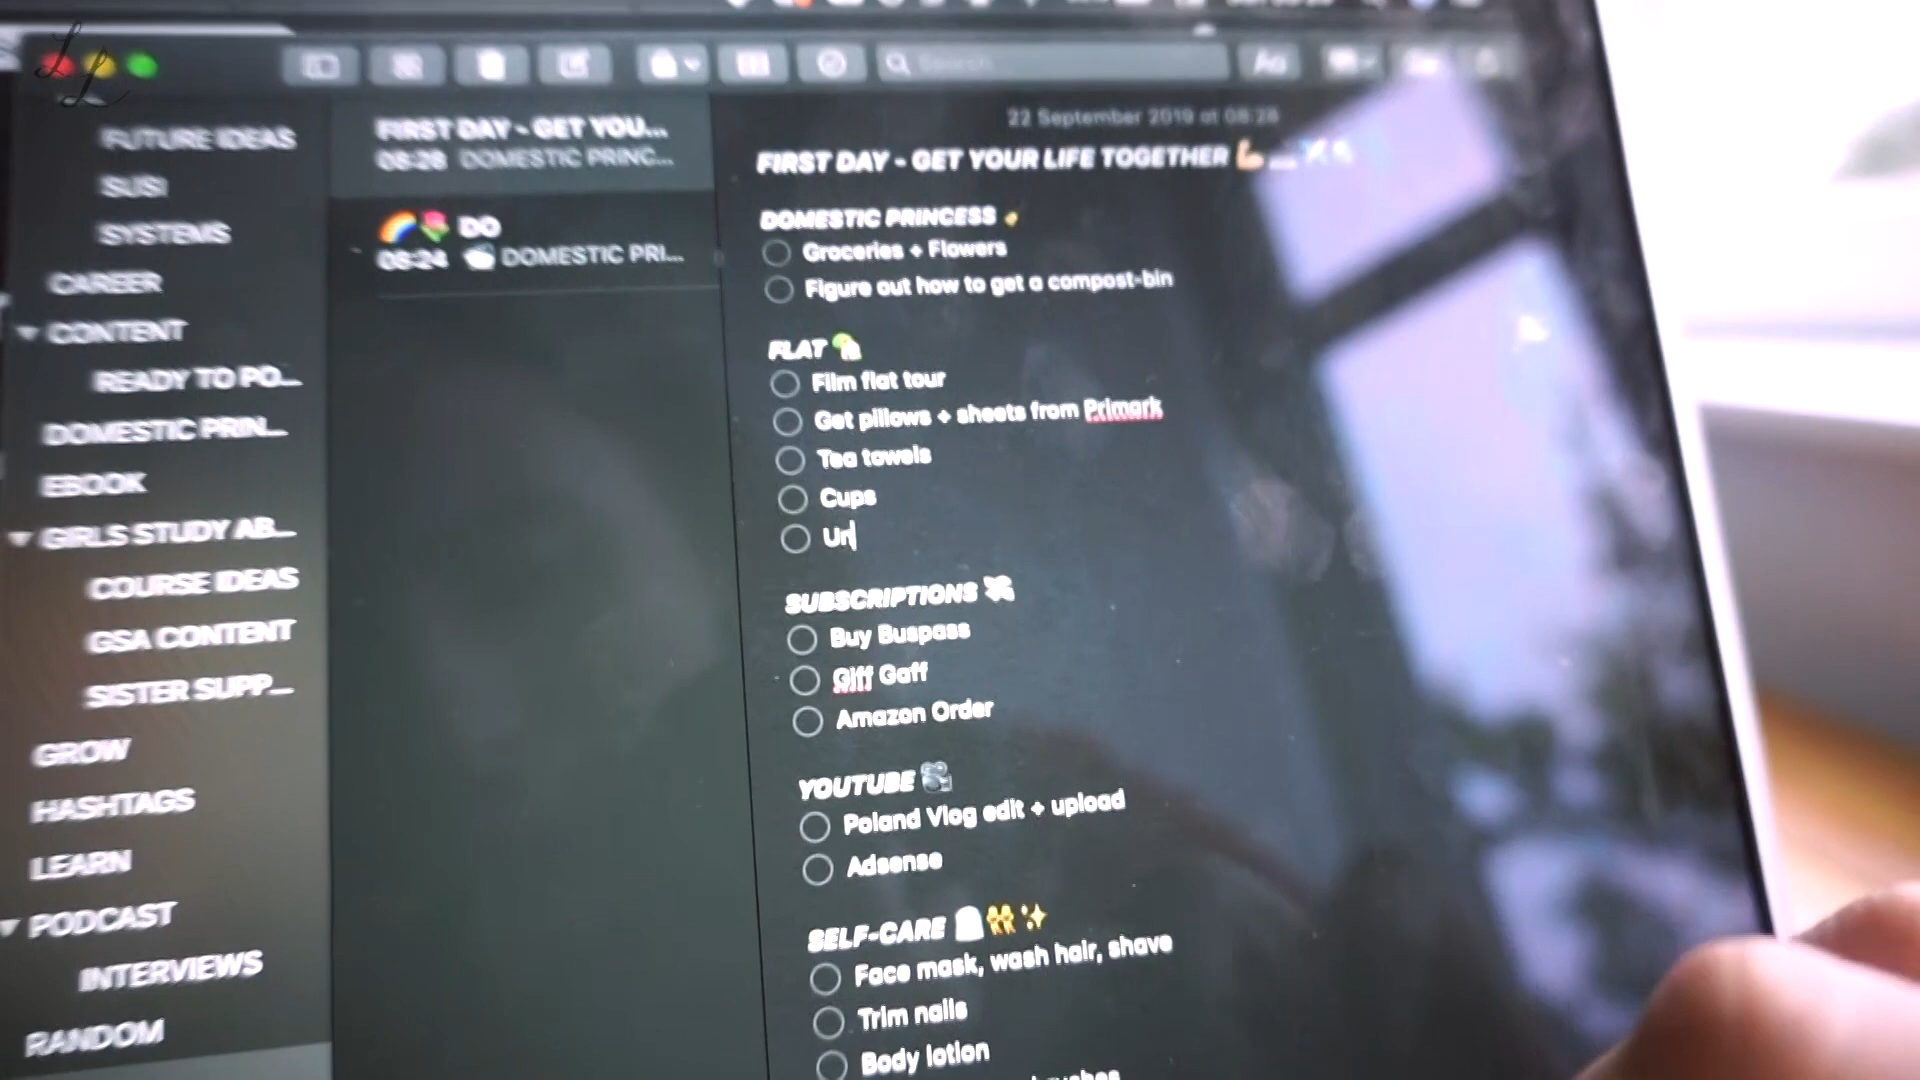 FUTURE IDEAS
SUSI
SYSTEMS
CAREER
CONTENT
READY TO PO...
DOMESTIC PRIN...
EBOOK
GIRLS STUDY AB...
COURSE IDEAS
GSA CONTENT
SISTER SUPP...
GROW
HASHTAGS
LEARN
PODCAST
INTERVIEWS
RANDOM
FIRST DAY - GET YOU...
08:28 DOMESTIC PRINC...
DO
08:24 DOMESTIC PRI...
Search
Aa
22 September 2019 at 08:28
FIRST DAY - GET YOUR LIFE TOGETHER
DOMESTIC PRINCESS
Groceries + Flowers
Figure out how to get a compost-bin
FLAT
Film flat tour
Get pillows + sheets from Primark
Tea towels
Cups
Ur
SUBSCRIPTIONS
Buy Buspass
Giff Gaff
Amazon Order
YOUTUBE
Poland Vlog edit + upload
Adsense
SELF-CARE
Face mask, wash hair, shave
Trim nails
Body lotion